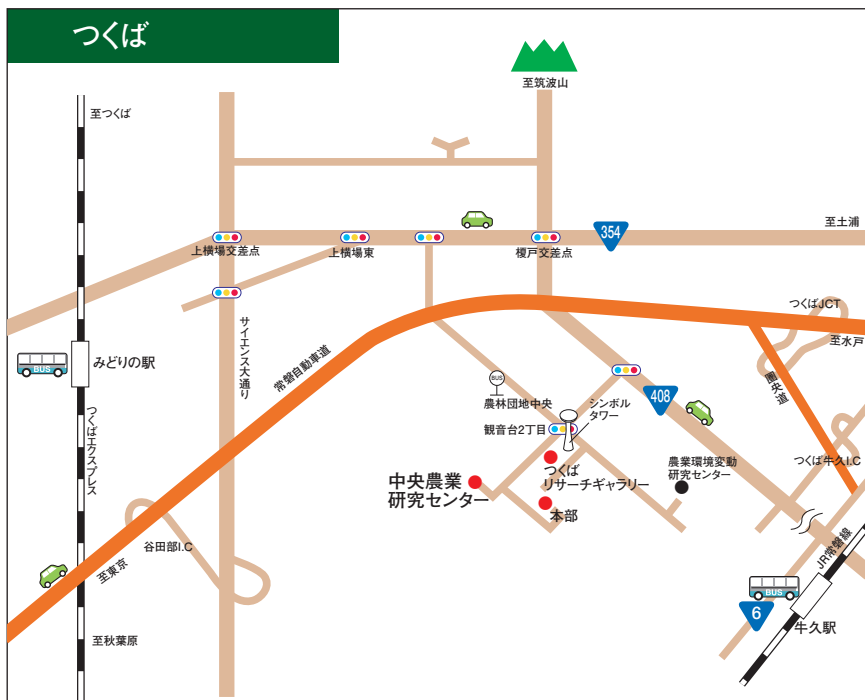 つくば
至筑波山
至つくば
354
至土浦
上横場交差点
上横場東
榎戸交差点
つくばJCT
至水戸
サイエンス大通り
常磐自動車道
圏央道
BUS
みどりの駅
BUS
農林団地中央
シンボル
タワー
408
観音台2丁目
つくばエクスプレス
つくば
リサーチギャラリー
農業環境変動
研究センター
つくば牛久I.C
中央農業
研究センター
本部
谷田部I.C
至東京
JR常磐線
BUS
6
牛久駅
至秋葉原